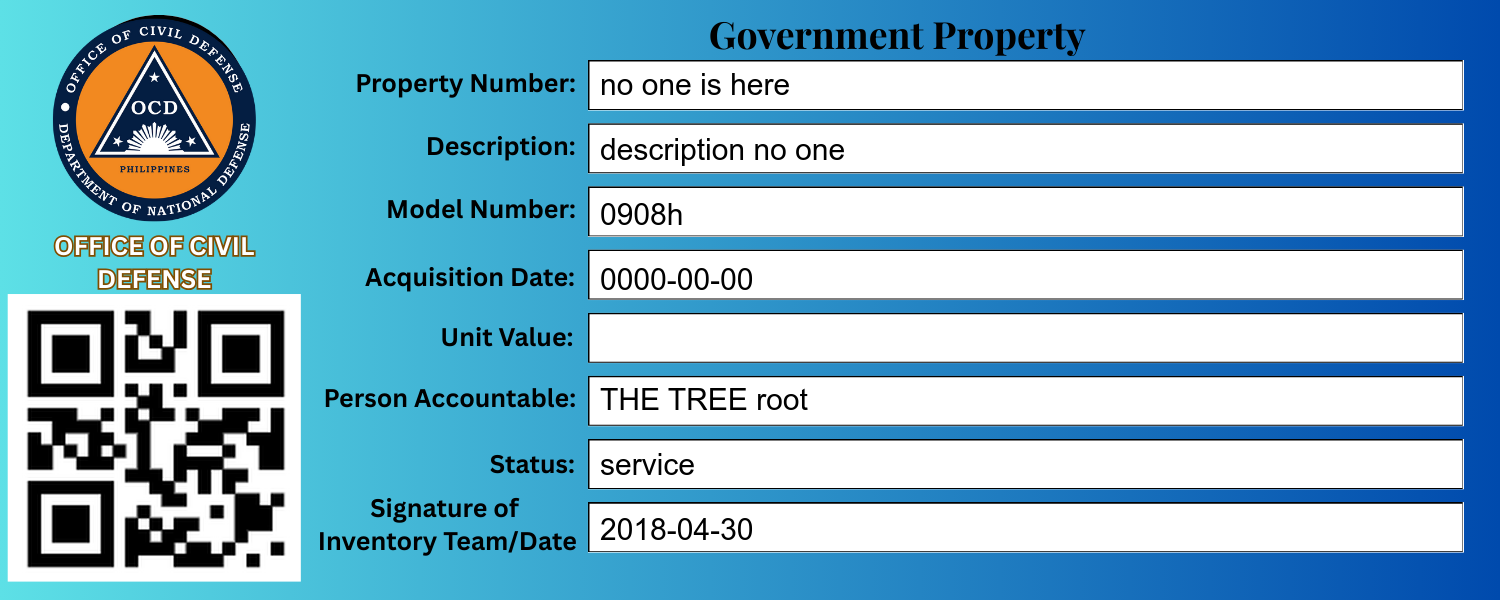 OFFICE OF CIVIL DEFENSE
OCD
PHILIPPINES
DEPARTMENT OF NATIONAL DEFENSE
OFFICE OF CIVIL
DEFENSE
Government Property
Property Number: no one is here
Description: description no one
Model Number: 0908h
Acquisition Date: 0000-00-00
Unit Value:
Person Accountable: THE TREE root
Status: service
Signature of
Inventory Team/Date 2018-04-30